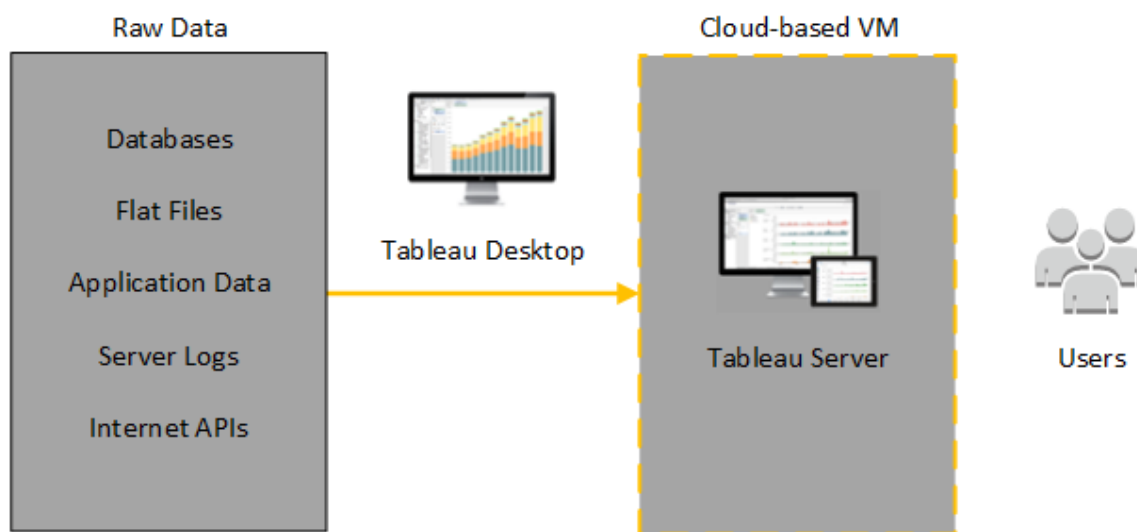 Raw Data
Databases
Flat Files
Application Data
Server Logs
Internet APIs
Tableau Desktop
Cloud-based VM
Tableau Server
Users